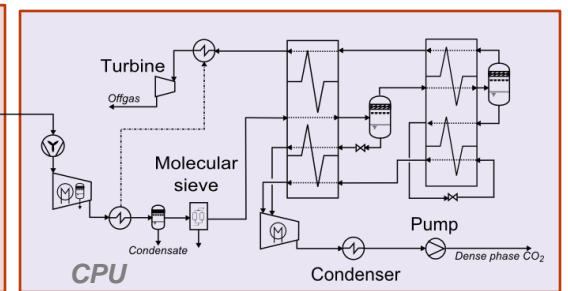 Turbine
Offgas
Molecular
sieve
Condensate
Pump
Dense phase CO₂
Condenser
CPU